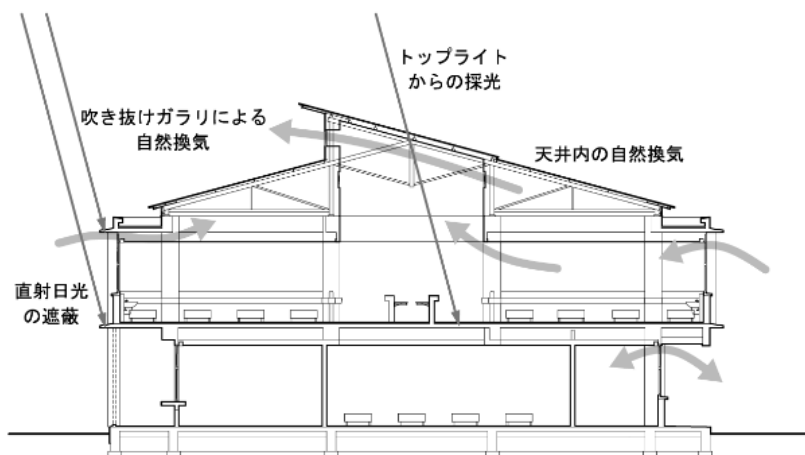 トップライト
からの採光
吹き抜けガラリによる
自然換気
天井内の自然換気
直射日光
の遮蔽